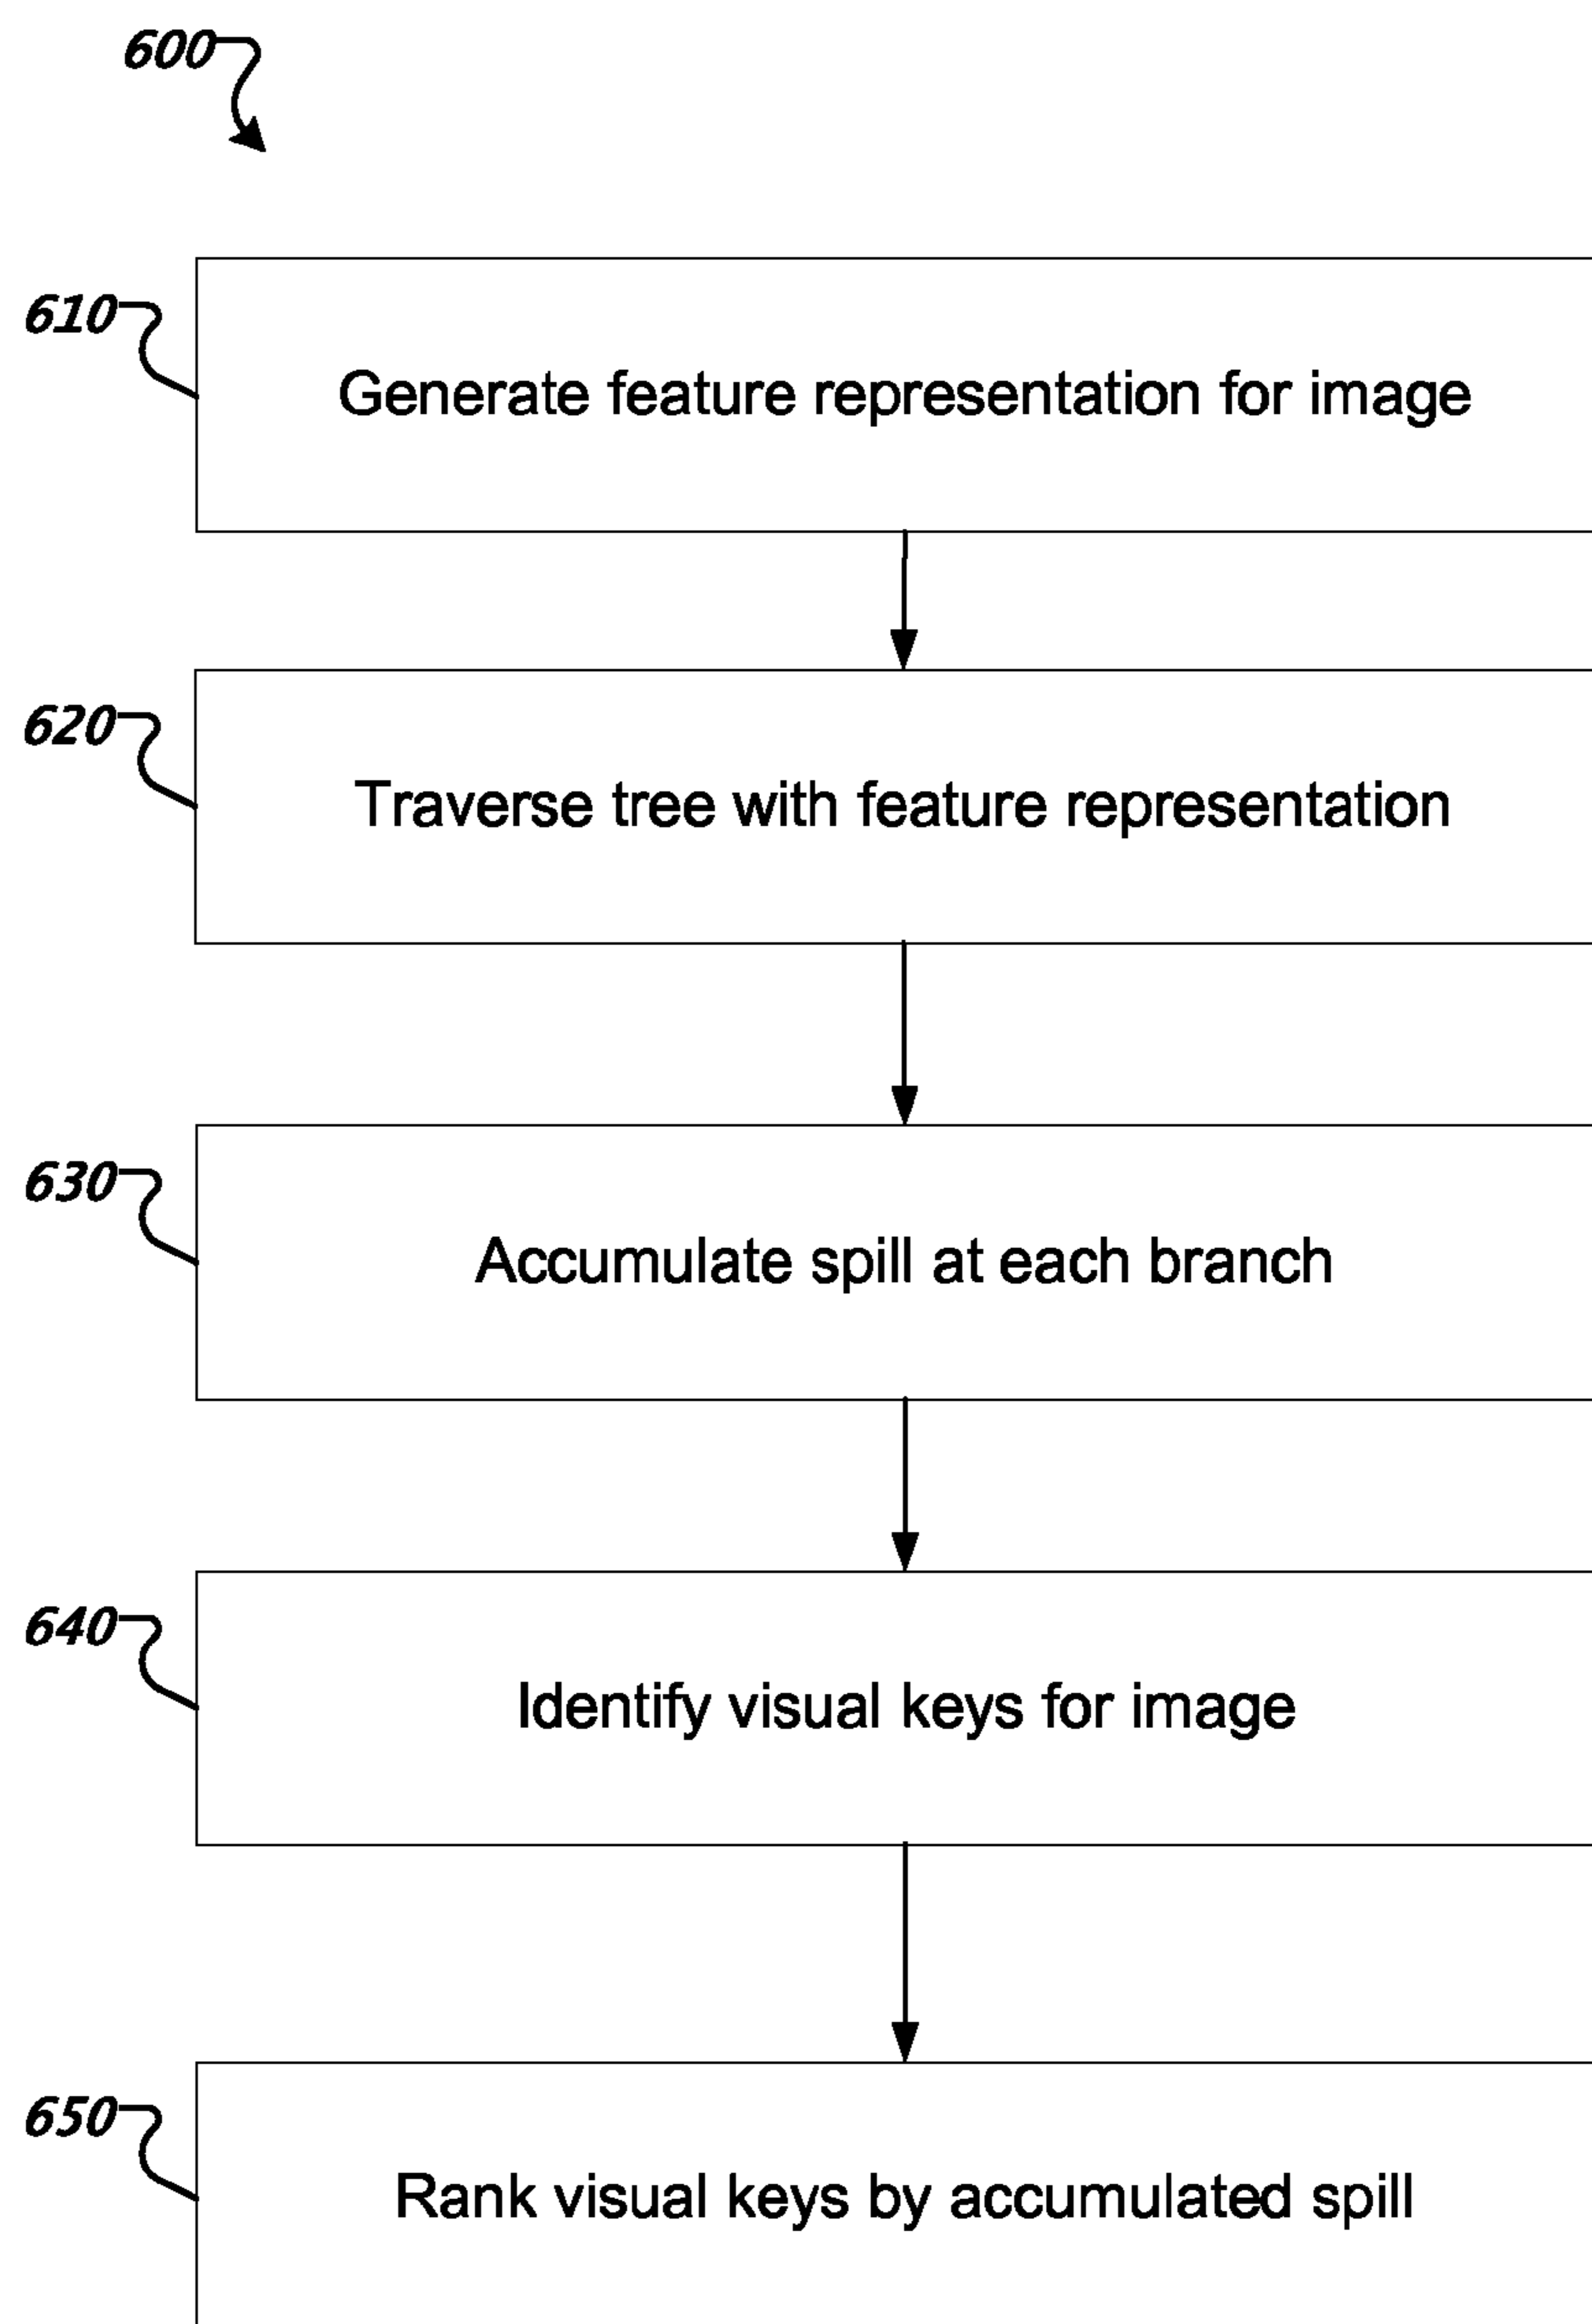 600
610
Generate feature representation for image
620
Traverse tree with feature representation
630
Accumulate spill at each branch
640
Identify visual keys for image
650
Rank visual keys by accumulated spill